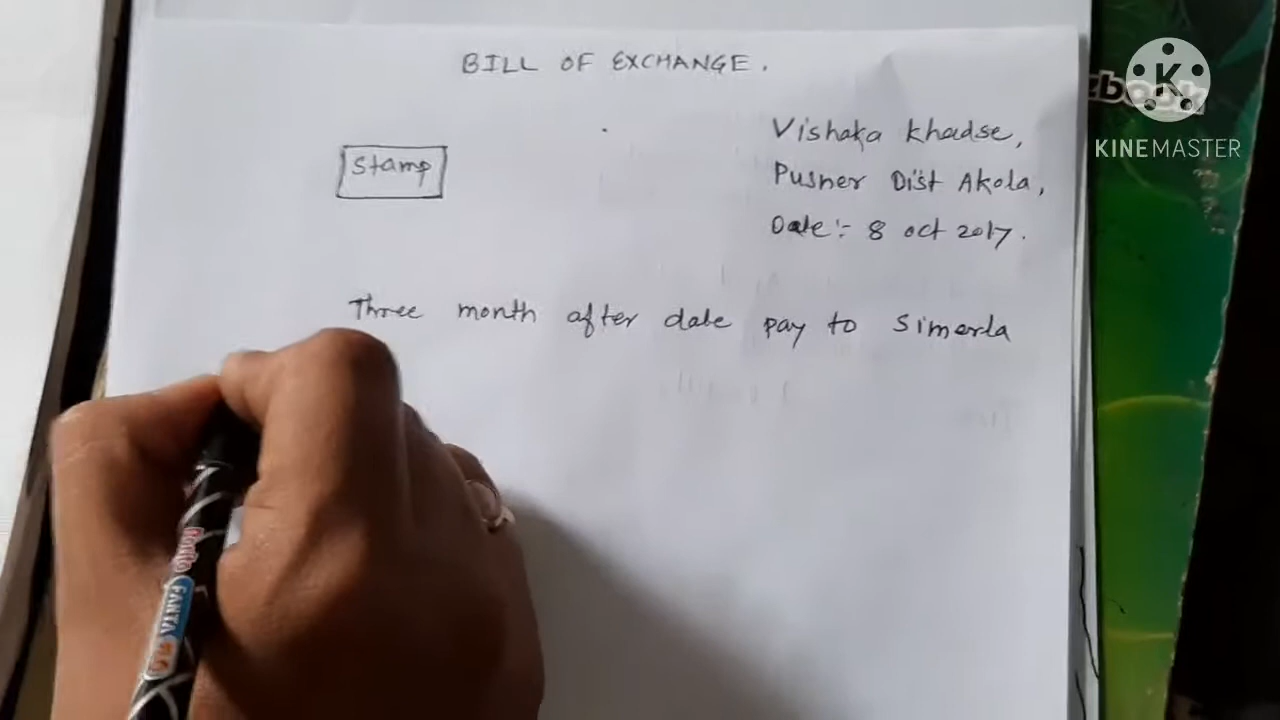 BILL OF EXCHANGE.
Stamp
Vishaka Khadse,
Pusner Dist Akola,
Date:- 8 Oct 2017.
Three month after date pay to Simerla
K
KINEMASTER
FANTA